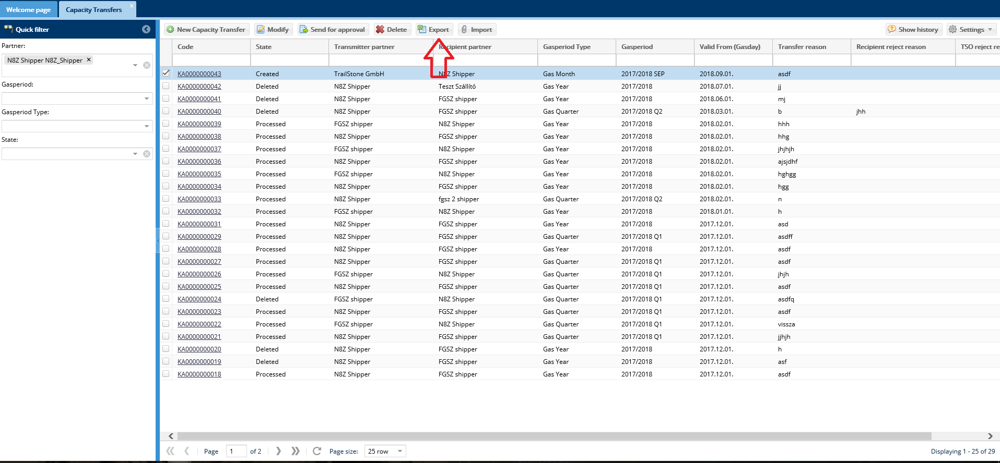 Welcome page Capacity Transfers
Quick filter
Partner:
N8Z Shipper N8Z_Shipper
Gasperiod:
Gasperiod Type:
State:
New Capacity Transfer Modify Send for approval Delete Export Import Show history Settings
Code State Transmitter partner Recipient partner Gasperiod Type Gasperiod Valid From (Gasday) Transfer reason Recipient reject reason TSO reject re
KA0000000043 Created TrailStone GmbH N8Z Shipper Gas Month 2017/2018 SEP 2018.09.01. asdf
KA0000000042 Deleted N8Z Shipper Teszt Szállító Gas Year 2017/2018 2018.07.01. jj
KA0000000041 Deleted N8Z Shipper FGSZ shipper Gas Year 2017/2018 2018.06.01. mj
KA0000000040 Deleted N8Z Shipper FGSZ shipper Gas Quarter 2017/2018 Q2 2018.03.01. b jhh
KA0000000039 Processed FGSZ shipper N8Z Shipper Gas Year 2017/2018 2018.02.01. hhh
KA0000000038 Processed N8Z Shipper FGSZ shipper Gas Year 2017/2018 2018.02.01. hhg
KA0000000037 Processed FGSZ shipper N8Z Shipper Gas Year 2017/2018 2018.02.01. jhjhjh
KA0000000036 Processed N8Z Shipper FGSZ shipper Gas Year 2017/2018 2018.02.01. ajsjdhf
KA0000000035 Processed FGSZ shipper N8Z Shipper Gas Year 2017/2018 2018.02.01. hghgg
KA0000000034 Processed N8Z Shipper FGSZ shipper Gas Year 2017/2018 2018.02.01. hgg
KA0000000033 Processed N8Z Shipper fgsz 2 shipper Gas Quarter 2017/2018 Q2 2018.02.01. n
KA0000000032 Processed FGSZ shipper N8Z Shipper Gas Year 2017/2018 2018.01.01. h
KA0000000031 Processed N8Z Shipper FGSZ shipper Gas Year 2017/2018 2017.12.01. asd
KA0000000029 Processed N8Z Shipper FGSZ shipper Gas Quarter 2017/2018 Q1 2017.12.01. asdff
KA0000000028 Processed N8Z Shipper FGSZ shipper Gas Year 2017/2018 2017.12.01. asdf
KA0000000027 Processed N8Z Shipper FGSZ shipper Gas Quarter 2017/2018 Q1 2017.12.01. asdf
KA0000000026 Processed FGSZ shipper N8Z Shipper Gas Quarter 2017/2018 Q1 2017.12.01. jhjh
KA0000000025 Processed N8Z Shipper FGSZ shipper Gas Quarter 2017/2018 Q1 2017.12.01. asdf
KA0000000024 Deleted FGSZ shipper N8Z Shipper Gas Quarter 2017/2018 Q1 2017.12.01. asdfq
KA0000000023 Processed N8Z Shipper FGSZ shipper Gas Quarter 2017/2018 Q1 2017.12.01. asdf
KA0000000022 Processed FGSZ shipper N8Z Shipper Gas Quarter 2017/2018 Q1 2017.12.01. vissza
KA0000000021 Processed N8Z Shipper FGSZ shipper Gas Quarter 2017/2018 Q1 2017.12.01. jjhjh
KA0000000020 Deleted N8Z Shipper FGSZ shipper Gas Year 2017/2018 2017.12.01. h
KA0000000019 Deleted N8Z Shipper FGSZ shipper Gas Year 2017/2018 2017.12.01. asf
KA0000000018 Processed N8Z Shipper FGSZ shipper Gas Year 2017/2018 2017.12.01. asdf
Page 1 of 2 Page size: 25 row Displaying 1 - 25 of 29